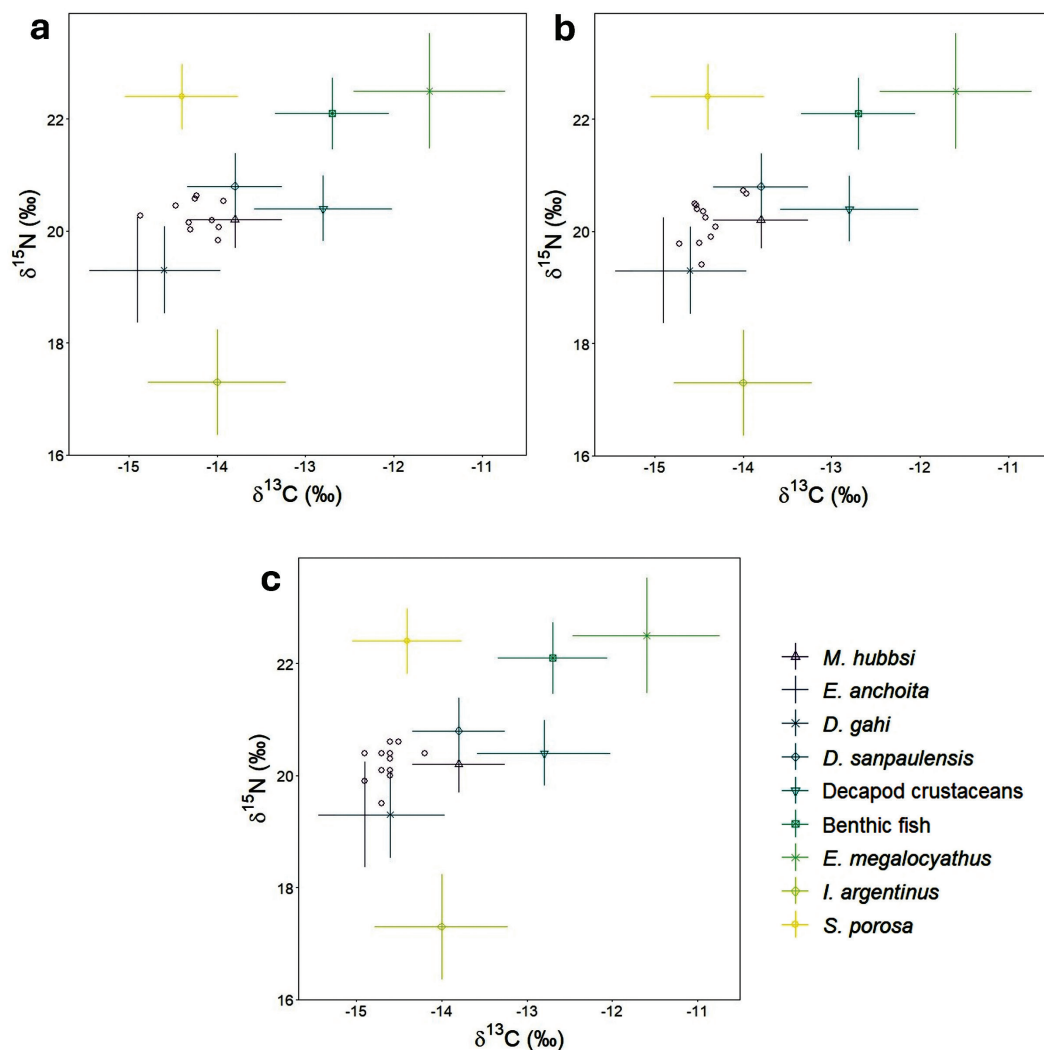 a
22
20
18
16
δ15N (‰)
-15 -14 -13 -12 -11
δ13C (‰)
b
22
20
18
16
δ15N (‰)
-15 -14 -13 -12 -11
δ13C (‰)
c
22
20
18
16
δ15N (‰)
-15 -14 -13 -12 -11
δ13C (‰)
M. hubbsi
E. anchoita
D. gahi
D. sanpaulensis
Decapod crustaceans
Benthic fish
E. megalocyathus
I. argentinus
S. porosa